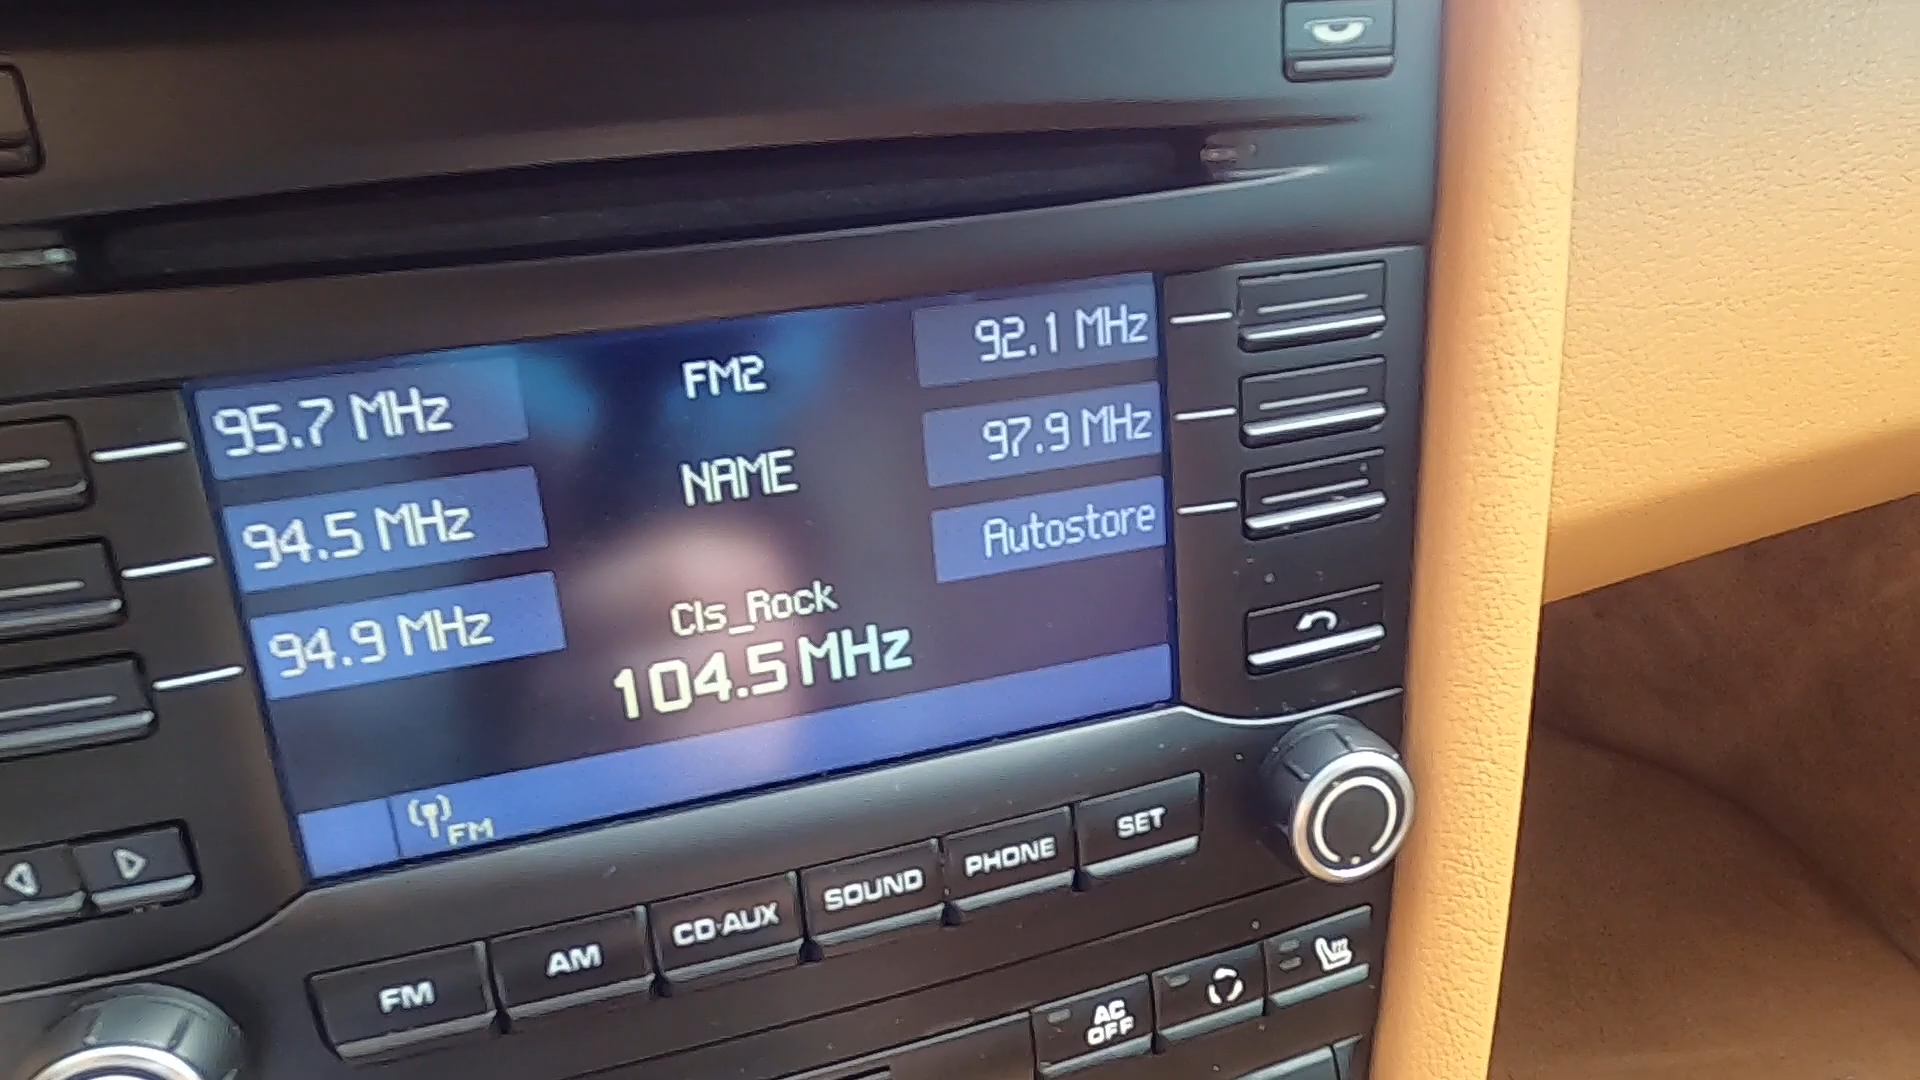 FM2
92.1 MHz
95.7 MHz
NAME
97.9 MHz
94.5 MHz
Autostore
Cls_Rock
94.9 MHz
104.5 MHz
FM
FM
AM
CD·AUX
SOUND
PHONE
SET
AC
OFF